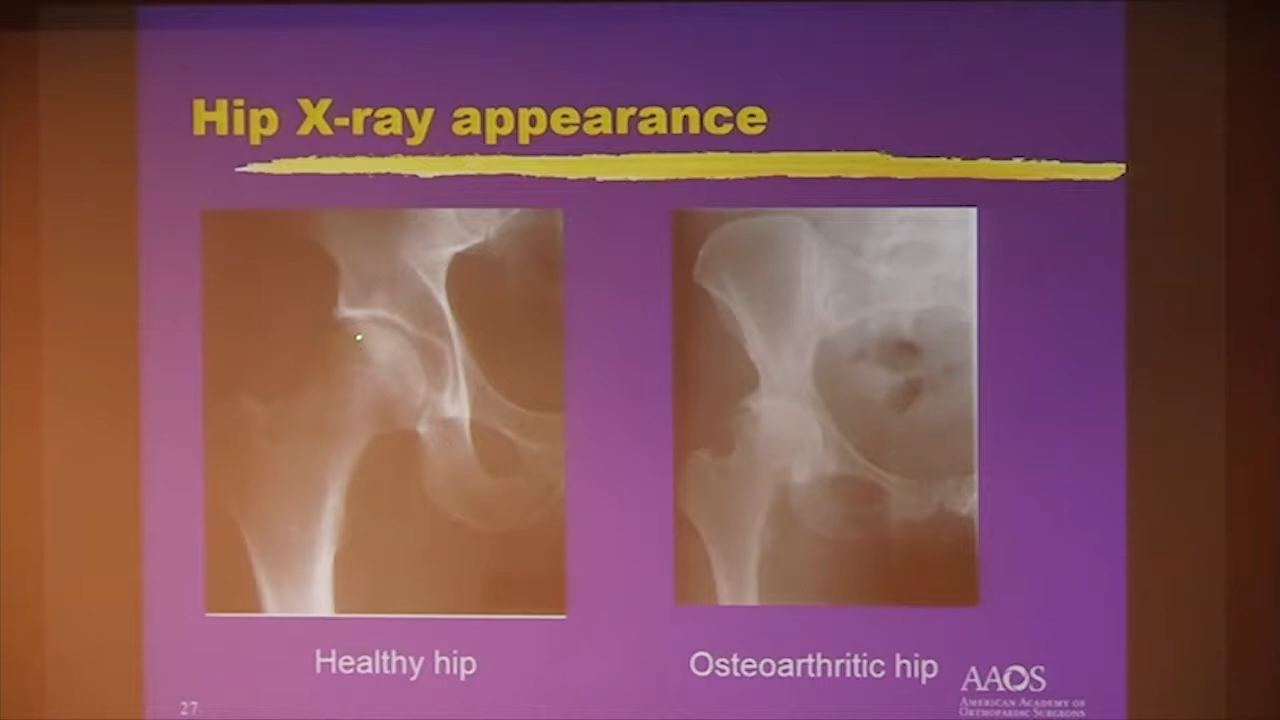 Hip X-ray appearance
Healthy hip
Osteoarthritic hip
AAOS
American Academy of
Orthopaedic Surgeons
27